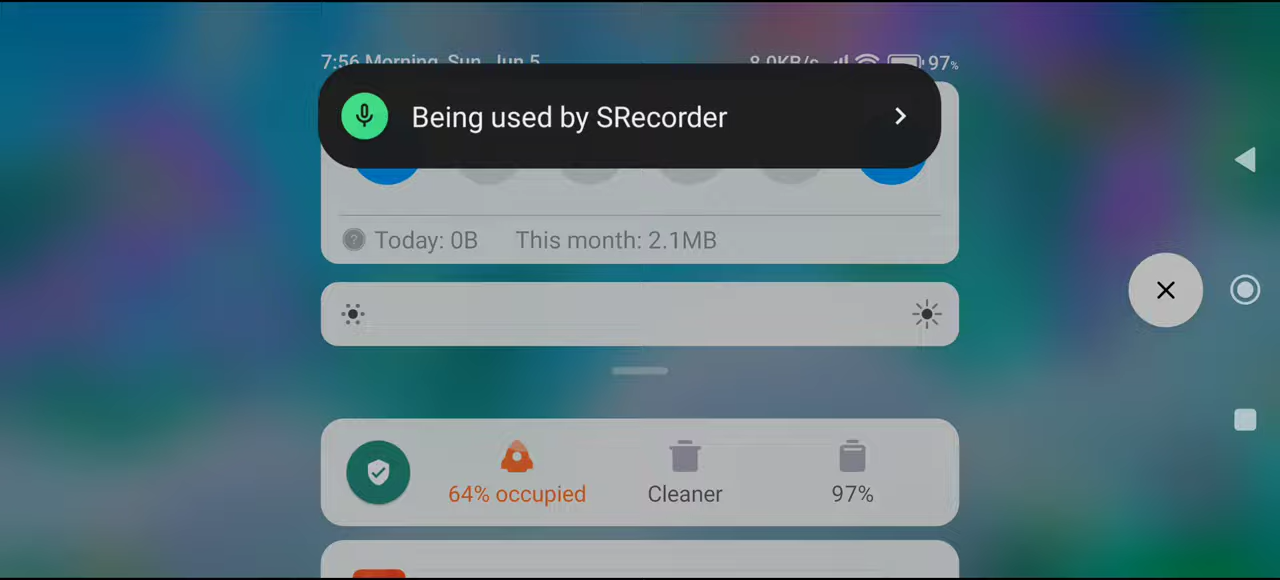 7:56 Morning, Sun, Jun 5
8.0KB/s 97%
Being used by SRecorder
Today: 0B This month: 2.1MB
64% occupied Cleaner 97%